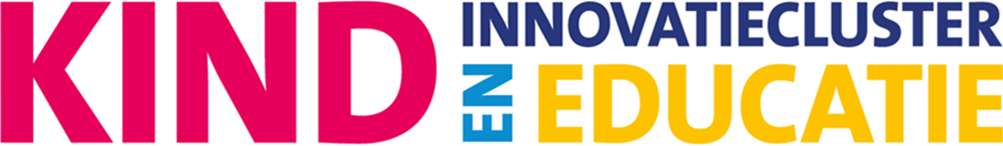 INNOVATIECLUSTER
KIND EN EDUCATIE